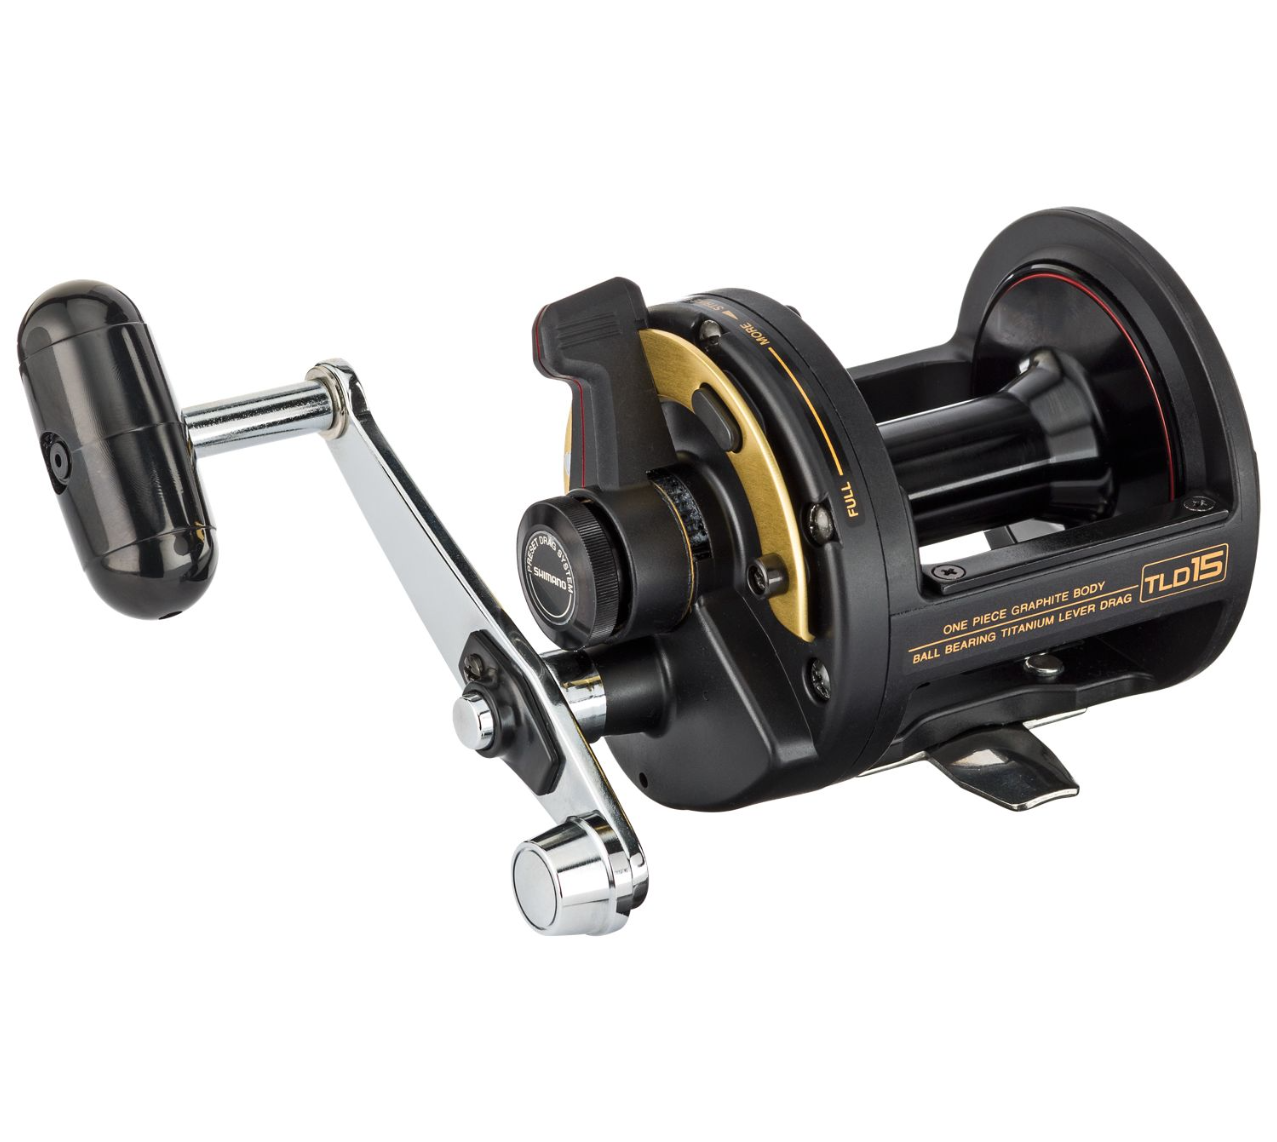 MORE
FULL
PRESET DRAG SYSTEM
SHIMANO
ONE PIECE GRAPHITE BODY
BALL BEARING TITANIUM LEVER DRAG
TLD15